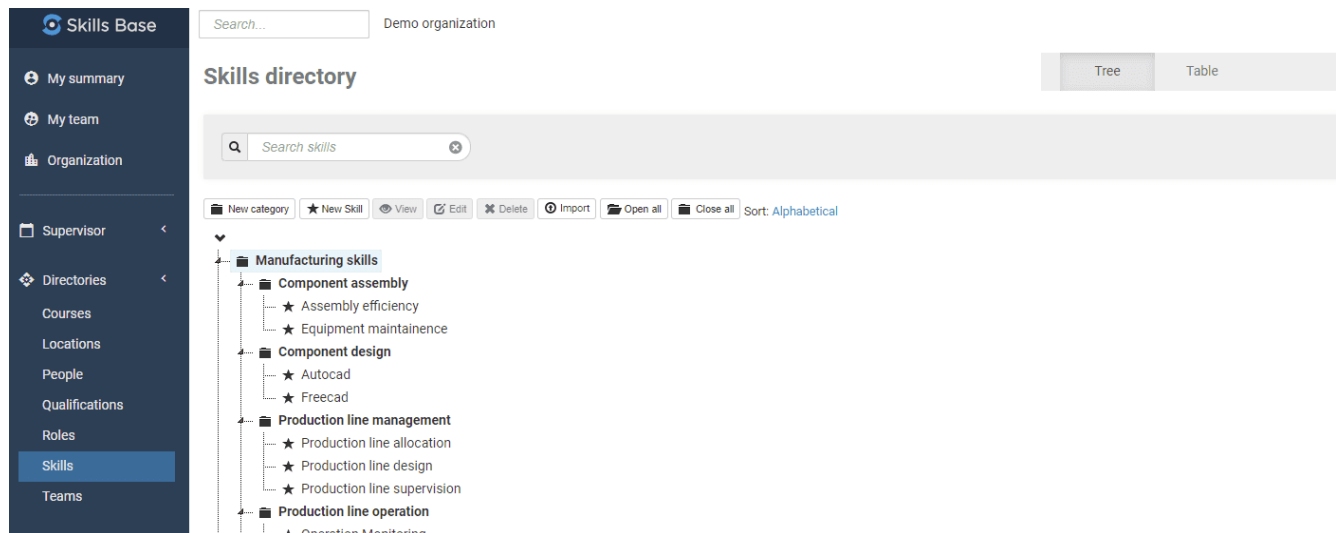 Skills Base
Search...
Demo organization
My summary
My team
Organization
Supervisor
Directories
Courses
Locations
People
Qualifications
Roles
Skills
Teams
Skills directory
Tree
Table
Search skills
New category
New Skill
View
Edit
Delete
Import
Open all
Close all
Sort: Alphabetical
Manufacturing skills
Component assembly
Assembly efficiency
Equipment maintainence
Component design
Autocad
Freecad
Production line management
Production line allocation
Production line design
Production line supervision
Production line operation
Operation Monitoring